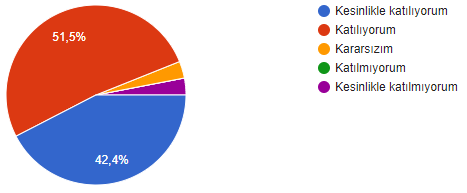 51,5%
42,4%
Kesinlikle katılıyorum
Katılıyorum
Kararsızım
Katılmıyorum
Kesinlikle katılmıyorum